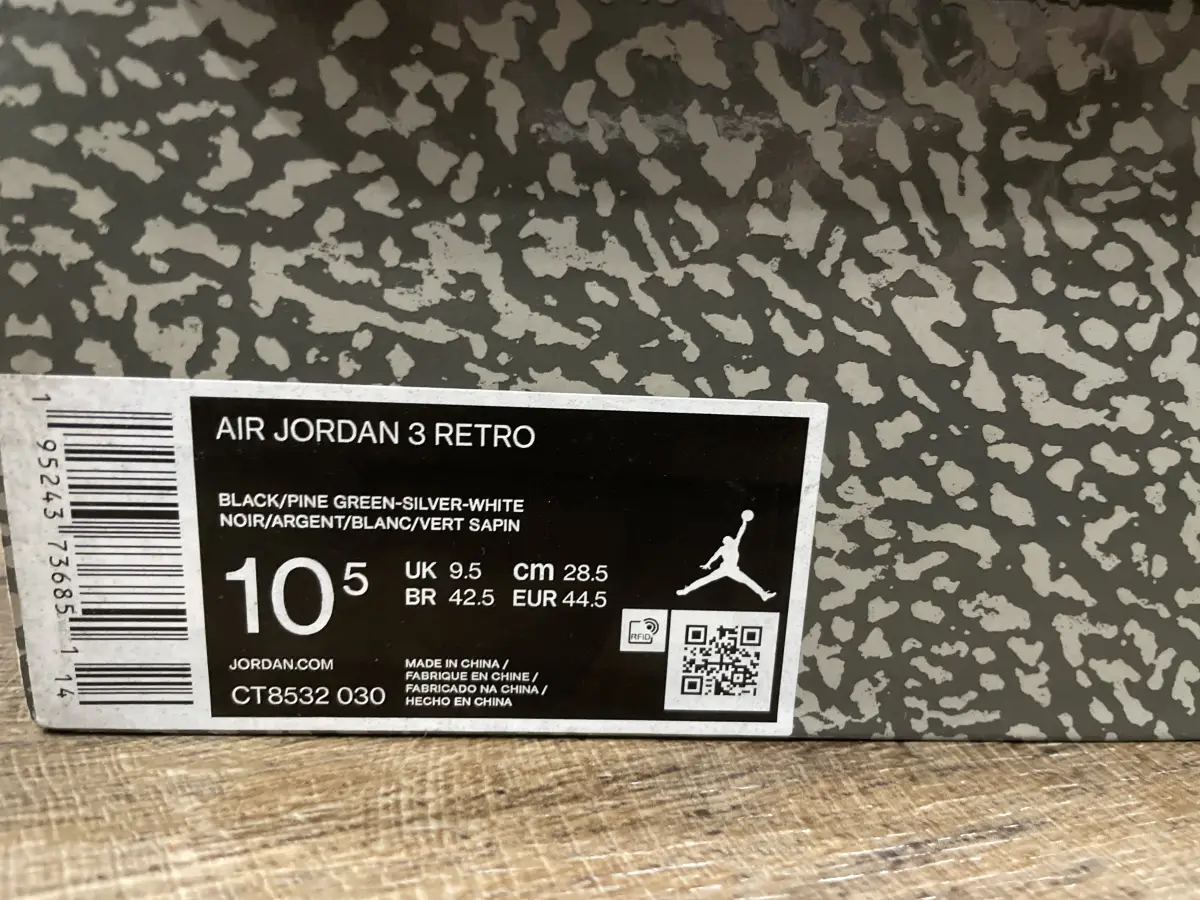 AIR JORDAN 3 RETRO
BLACK/PINE GREEN-SILVER-WHITE
NOIR/ARGENT/BLANC/VERT SAPIN
10 5
UK 9.5 cm 28.5
BR 42.5 EUR 44.5
RFID
JORDAN.COM
CT8532 030
MADE IN CHINA /
FABRIQUE EN CHINE /
FABRICADO NA CHINA /
HECHO EN CHINA
1 95243 73685 1 14